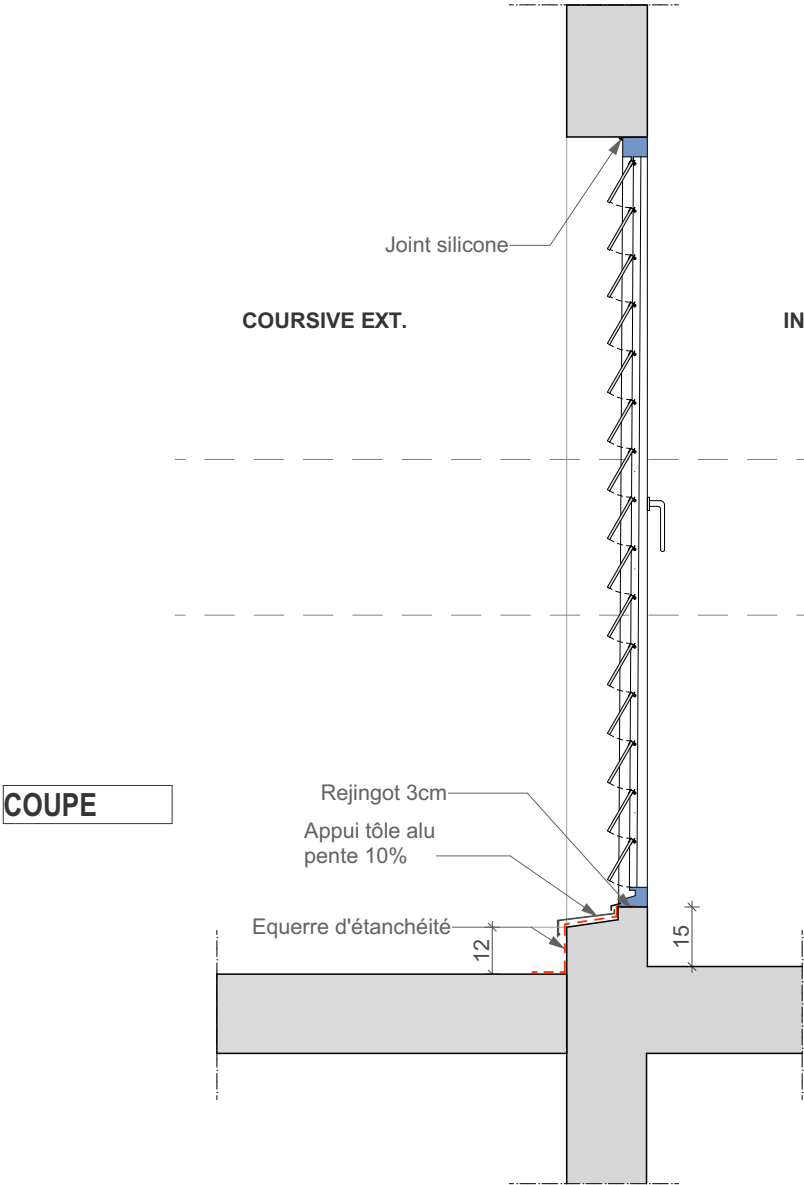 Joint silicone
COURSIVE EXT.
IN
Rejingot 3cm
COUPE
Appui tôle alu
pente 10%
Equerre d'étanchéité
12
15